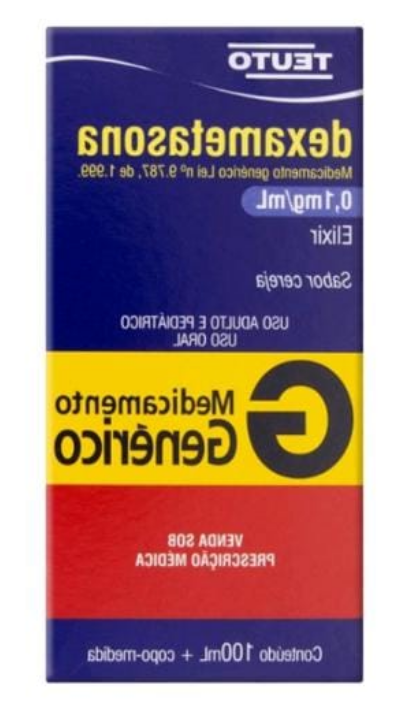 TEUTO
dexametasona
Medicamento genérico Lei nº 9.787, de 1.999.
0,1mg/mL
Elixir
Sabor cereja
USO ADULTO E PEDIÁTRICO
USO ORAL
G
Medicamento
Genérico
VENDA SOB
PRESCRIÇÃO MÉDICA
Conteúdo 100mL + copo-medida